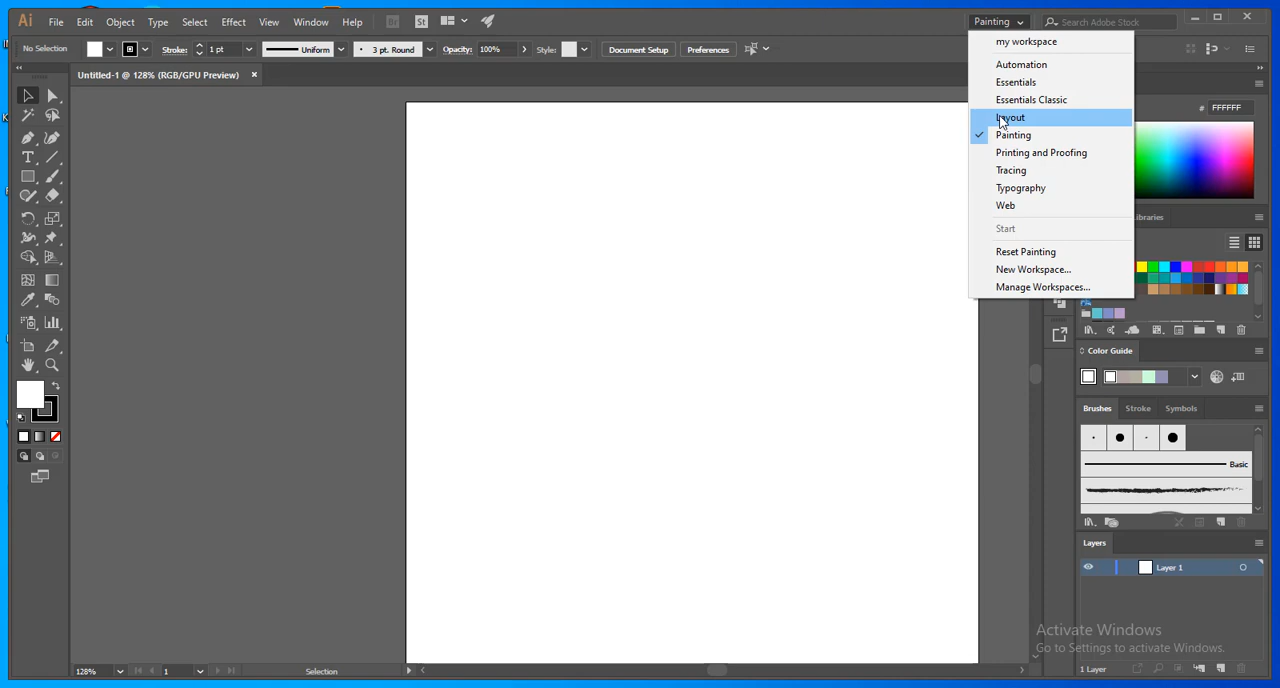 Ai File Edit Object Type Select Effect View Window Help Br St Painting Search Adobe Stock
No Selection Stroke: 1 pt Uniform 3 pt. Round Opacity: 100% Style: Document Setup Preferences
Untitled-1 @ 128% (RGB/GPU Preview)
my workspace
Automation
Essentials
Essentials Classic
Layout
Painting
Printing and Proofing
Tracing
Typography
Web
Start
Reset Painting
New Workspace...
Manage Workspaces...
# FFFFFF
Libraries
Color Guide
Brushes Stroke Symbols
Basic
Layers
Layer 1
Activate Windows
Go to Settings to activate Windows.
1 Layer
128% 1 Selection